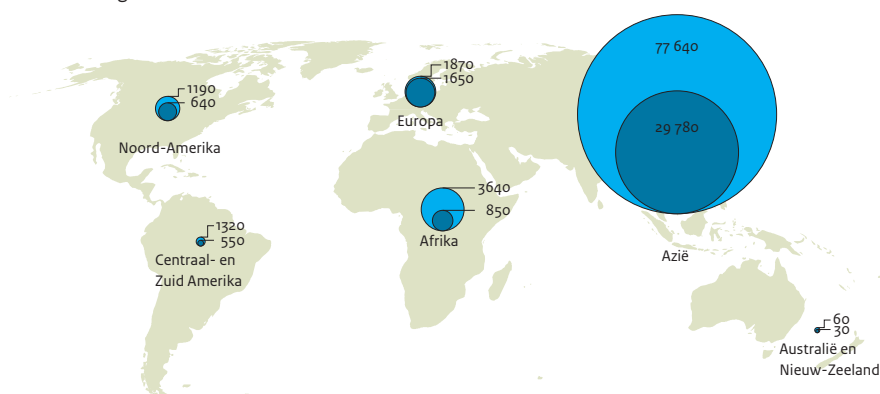 77 640
1870
1650
Europa
1190
640
29 780
Noord-Amerika
3640
850
1320
550
Afrika
Centraal- en
Zuid Amerika
Azië
60
30
Australië en
Nieuw-Zeeland